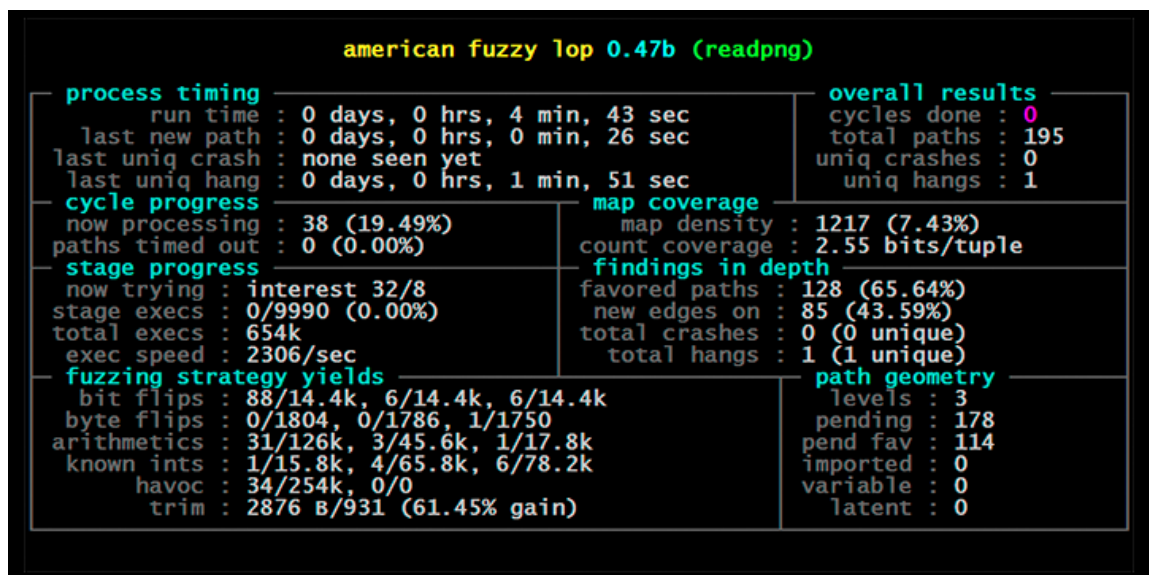 american fuzzy lop 0.47b (readpng)
process timing
run time : 0 days, 0 hrs, 4 min, 43 sec
last new path : 0 days, 0 hrs, 0 min, 26 sec
last uniq crash : none seen yet
last uniq hang : 0 days, 0 hrs, 1 min, 51 sec
overall results
cycles done : 0
total paths : 195
uniq crashes : 0
uniq hangs : 1
cycle progress
now processing : 38 (19.49%)
paths timed out : 0 (0.00%)
map coverage
map density : 1217 (7.43%)
count coverage : 2.55 bits/tuple
stage progress
now trying : interest 32/8
stage execs : 0/9990 (0.00%)
total execs : 654k
exec speed : 2306/sec
findings in depth
favored paths : 128 (65.64%)
new edges on : 85 (43.59%)
total crashes : 0 (0 unique)
total hangs : 1 (1 unique)
fuzzing strategy yields
bit flips : 88/14.4k, 6/14.4k, 6/14.4k
byte flips : 0/1804, 0/1786, 1/1750
arithmetics : 31/126k, 3/45.6k, 1/17.8k
known ints : 1/15.8k, 4/65.8k, 6/78.2k
havoc : 34/254k, 0/0
trim : 2876 B/931 (61.45% gain)
path geometry
levels : 3
pending : 178
pend fav : 114
imported : 0
variable : 0
latent : 0